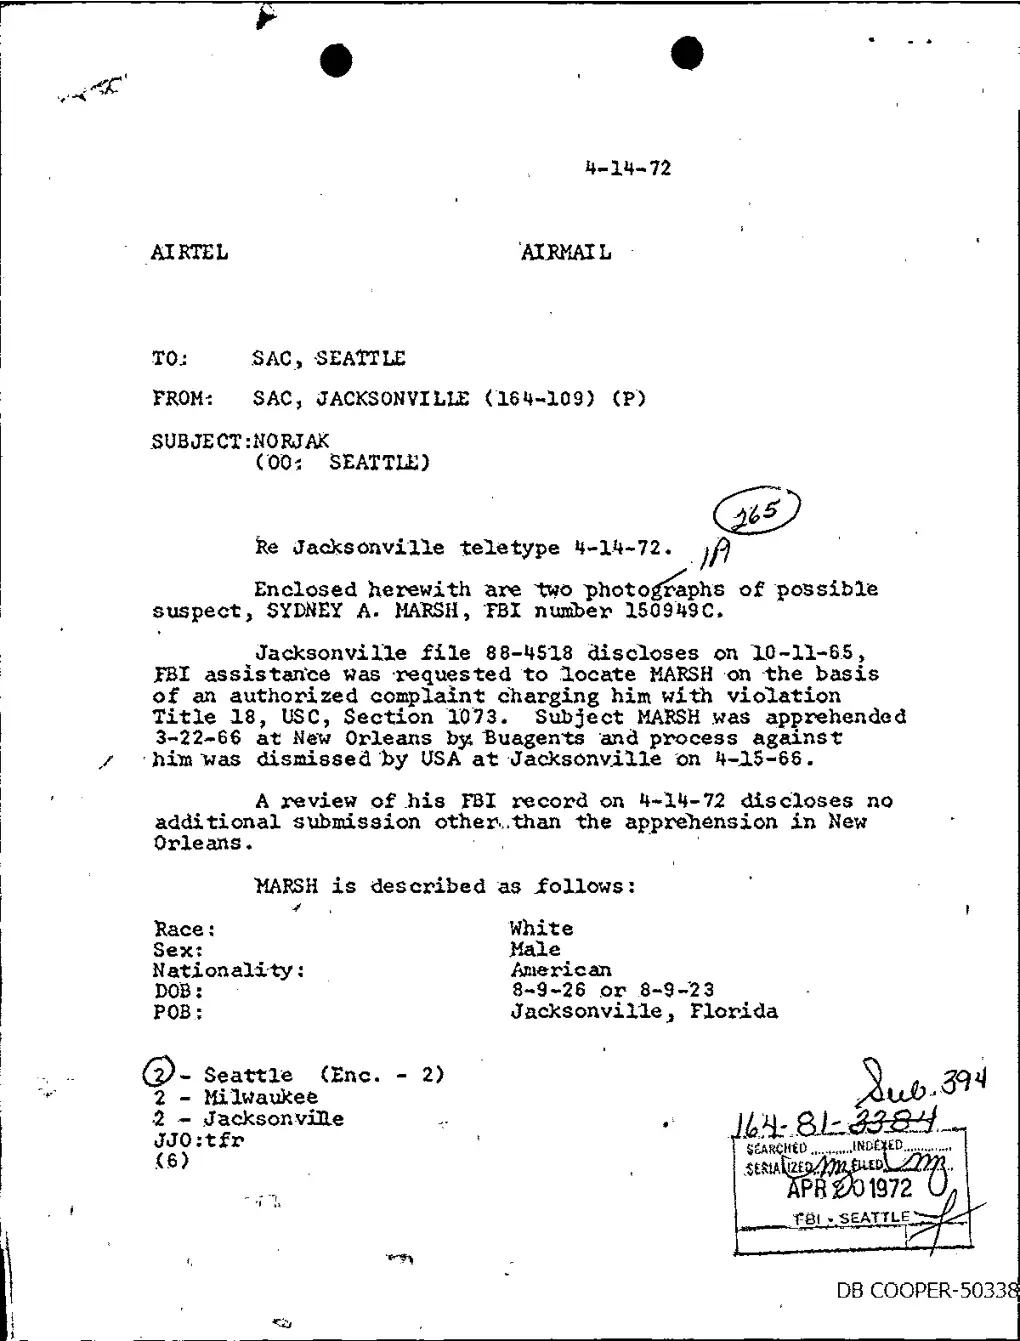 4-14-72
AIRTEL AIRMAIL
TO: SAC, SEATTLE
FROM: SAC, JACKSONVILLE (164-109) (P)
SUBJECT: NORJAK
(OO: SEATTLE)
265
Re Jacksonville teletype 4-14-72. 1A
Enclosed herewith are two photographs of possible
suspect, SYDNEY A. MARSH, FBI number 150949C.
Jacksonville file 88-4518 discloses on 10-11-65,
FBI assistance was requested to locate MARSH on the basis
of an authorized complaint charging him with violation
Title 18, USC, Section 1073. Subject MARSH was apprehended
3-22-66 at New Orleans by Buagents and process against
him was dismissed by USA at Jacksonville on 4-15-66.
A review of his FBI record on 4-14-72 discloses no
additional submission other than the apprehension in New
Orleans.
MARSH is described as follows:
Race: White
Sex: Male
Nationality: American
DOB: 8-9-26 or 8-9-23
POB: Jacksonville, Florida
2 - Seattle (Enc. - 2)
2 - Milwaukee
2 - Jacksonville
JJO:tfr
(6)
Sub. 394
164-81-3384
SEARCHED INDEXED
SERIALIZED FILED
APR 20 1972
FBI - SEATTLE
DB COOPER-50338